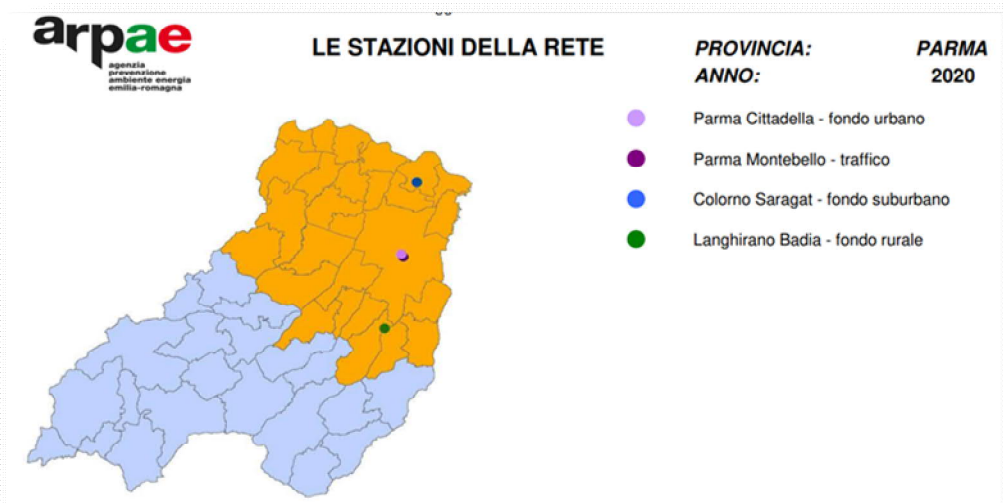 arpae
agenzia
prevenzione
ambiente energia
emilia-romagna
LE STAZIONI DELLA RETE
PROVINCIA: PARMA
ANNO: 2020
Parma Cittadella - fondo urbano
Parma Montebello - traffico
Colorno Saragat - fondo suburbano
Langhirano Badia - fondo rurale